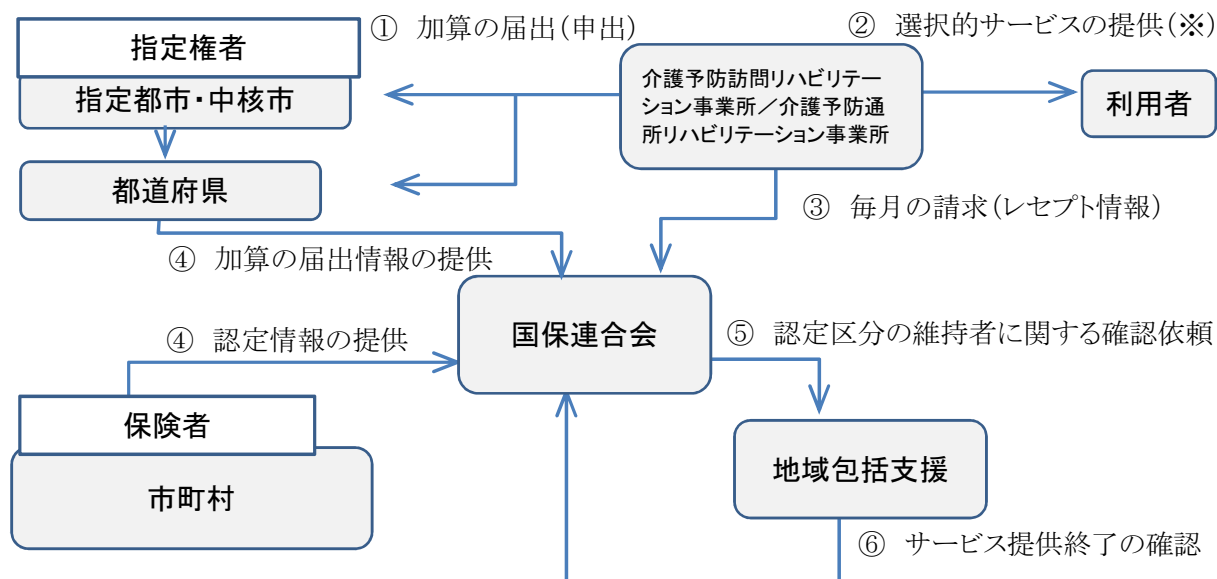 ① 加算の届出(申出)
② 選択的サービスの提供(※)
指定権者
指定都市・中核市
介護予防訪問リハビリテー
ション事業所/介護予防通
所リハビリテーション事業所
利用者
都道府県
③ 毎月の請求(レセプト情報)
④ 加算の届出情報の提供
国保連合会
④ 認定情報の提供
⑤ 認定区分の維持者に関する確認依頼
保険者
市町村
地域包括支援
⑥ サービス提供終了の確認